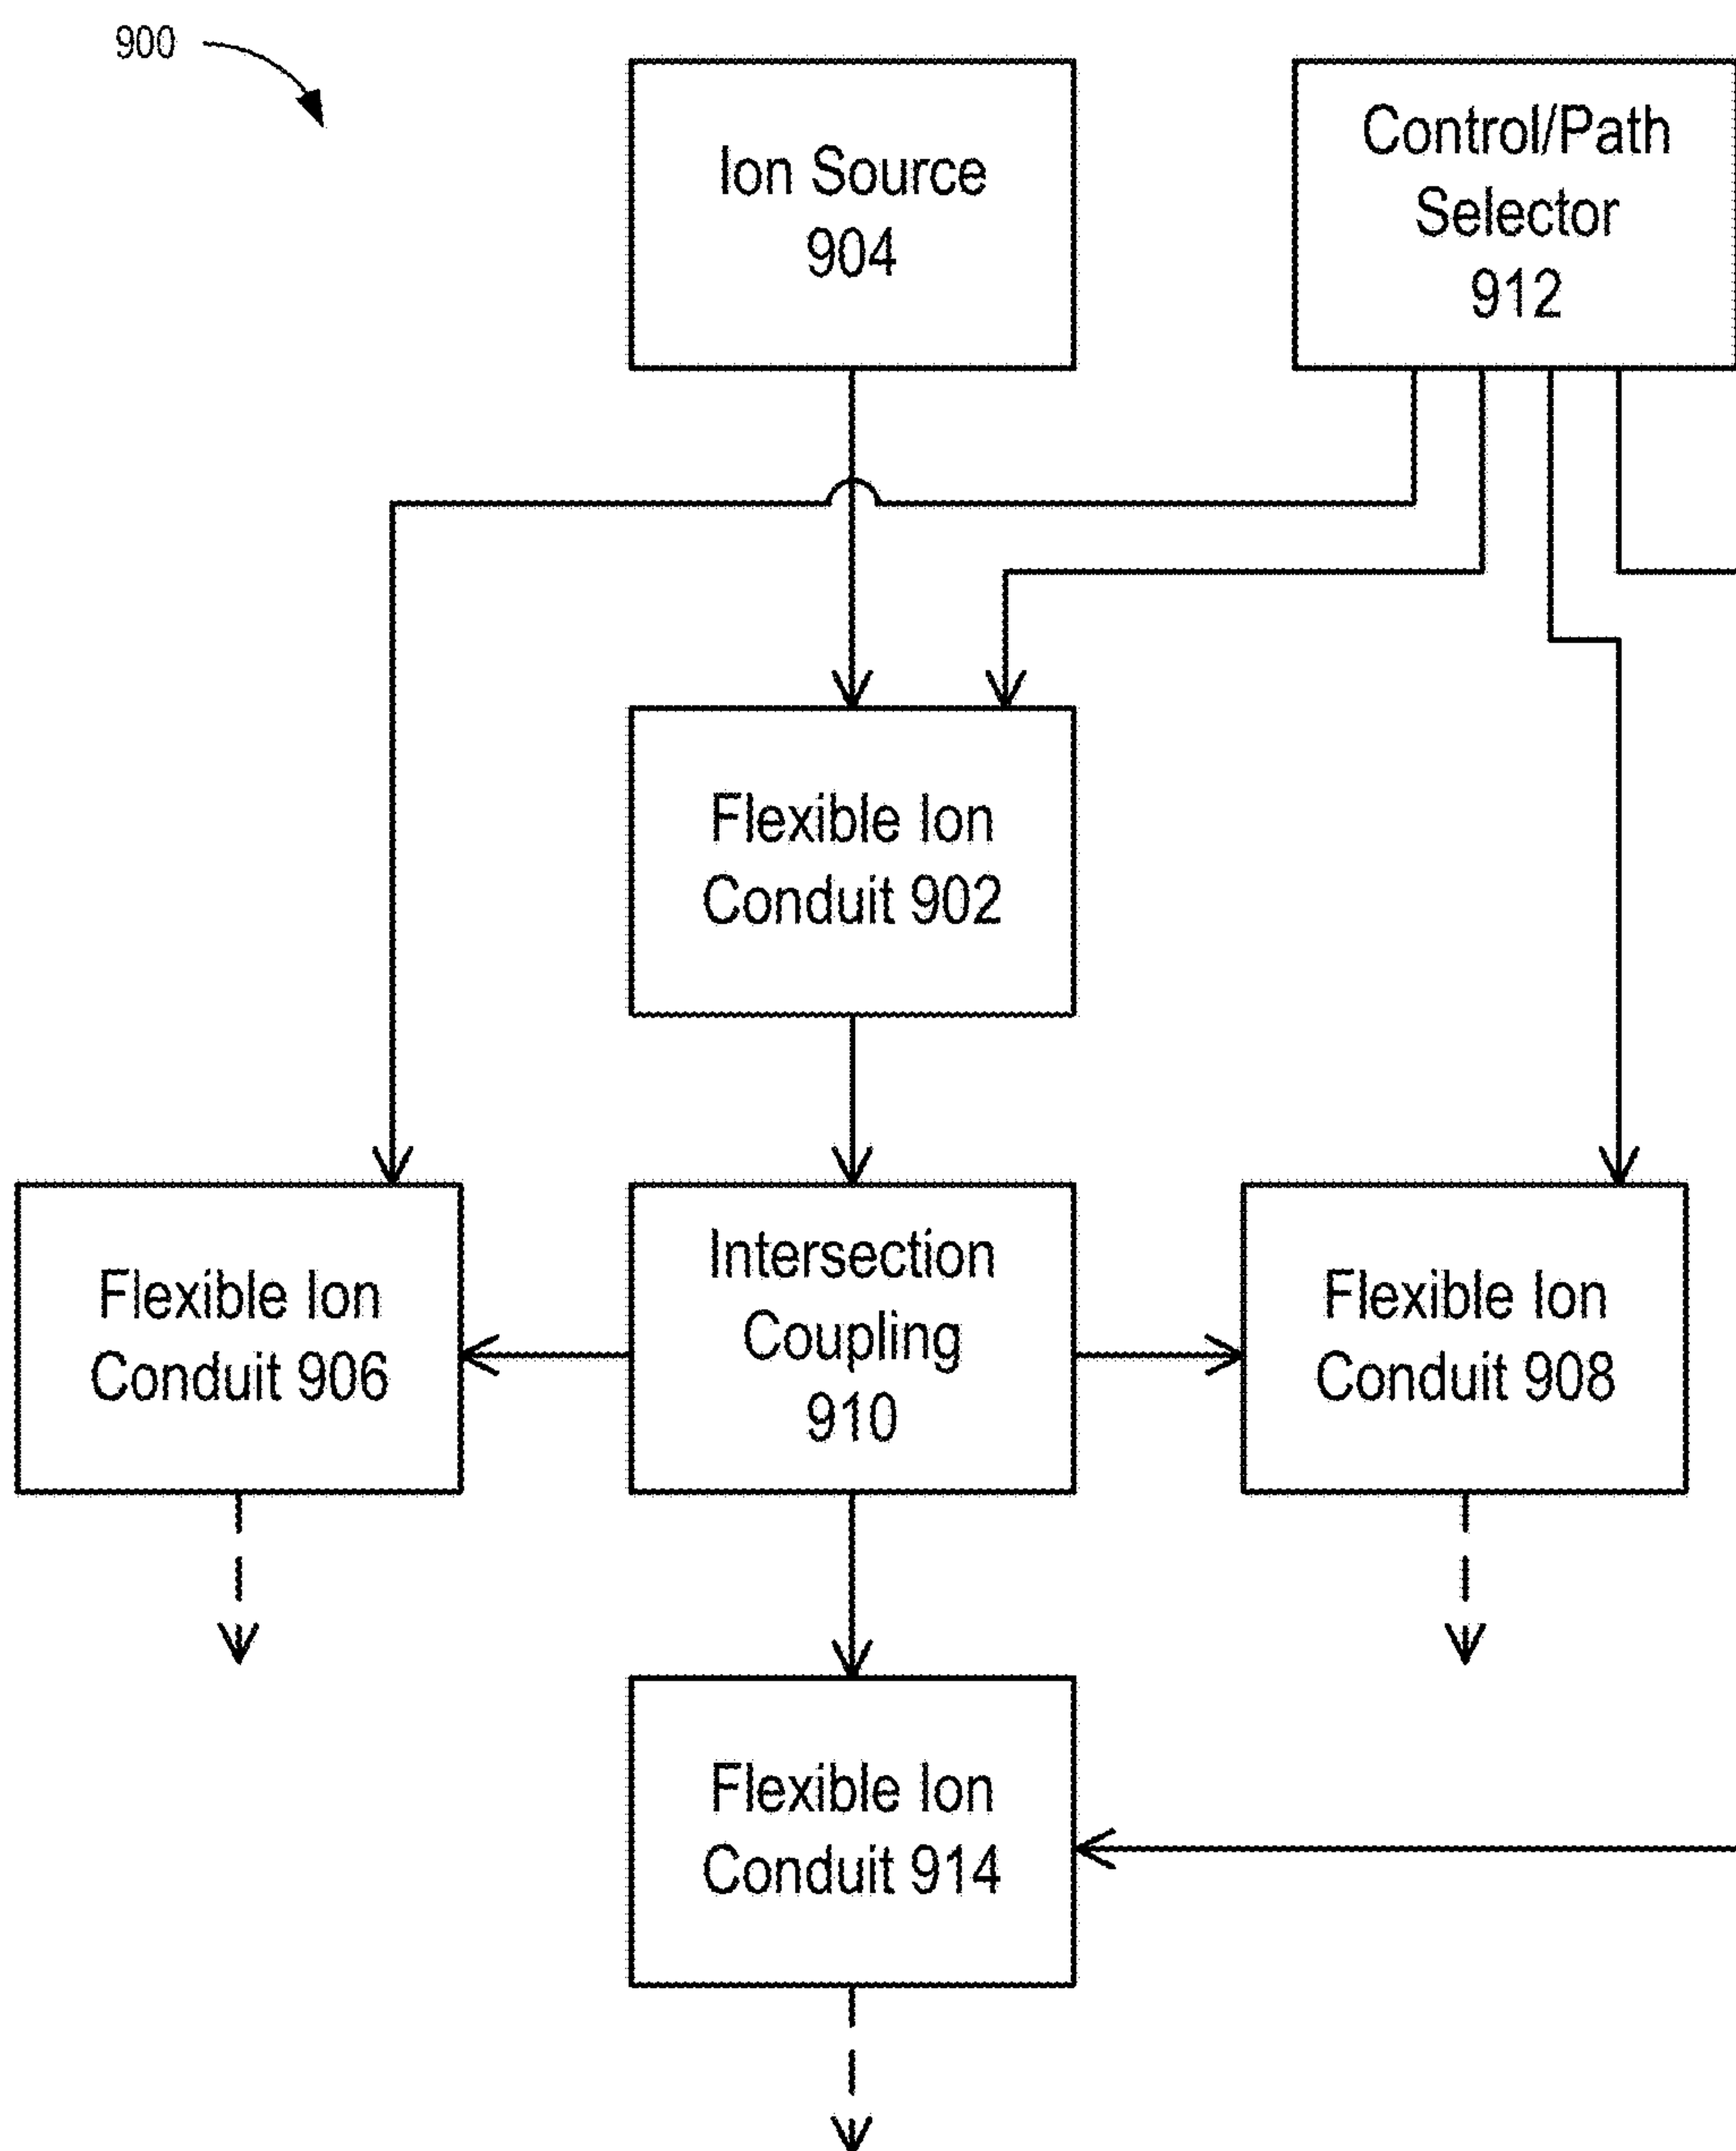 900
Ion Source
904
Control/Path
Selector
912
Flexible Ion
Conduit 902
Flexible Ion
Conduit 906
Intersection
Coupling
910
Flexible Ion
Conduit 908
Flexible Ion
Conduit 914